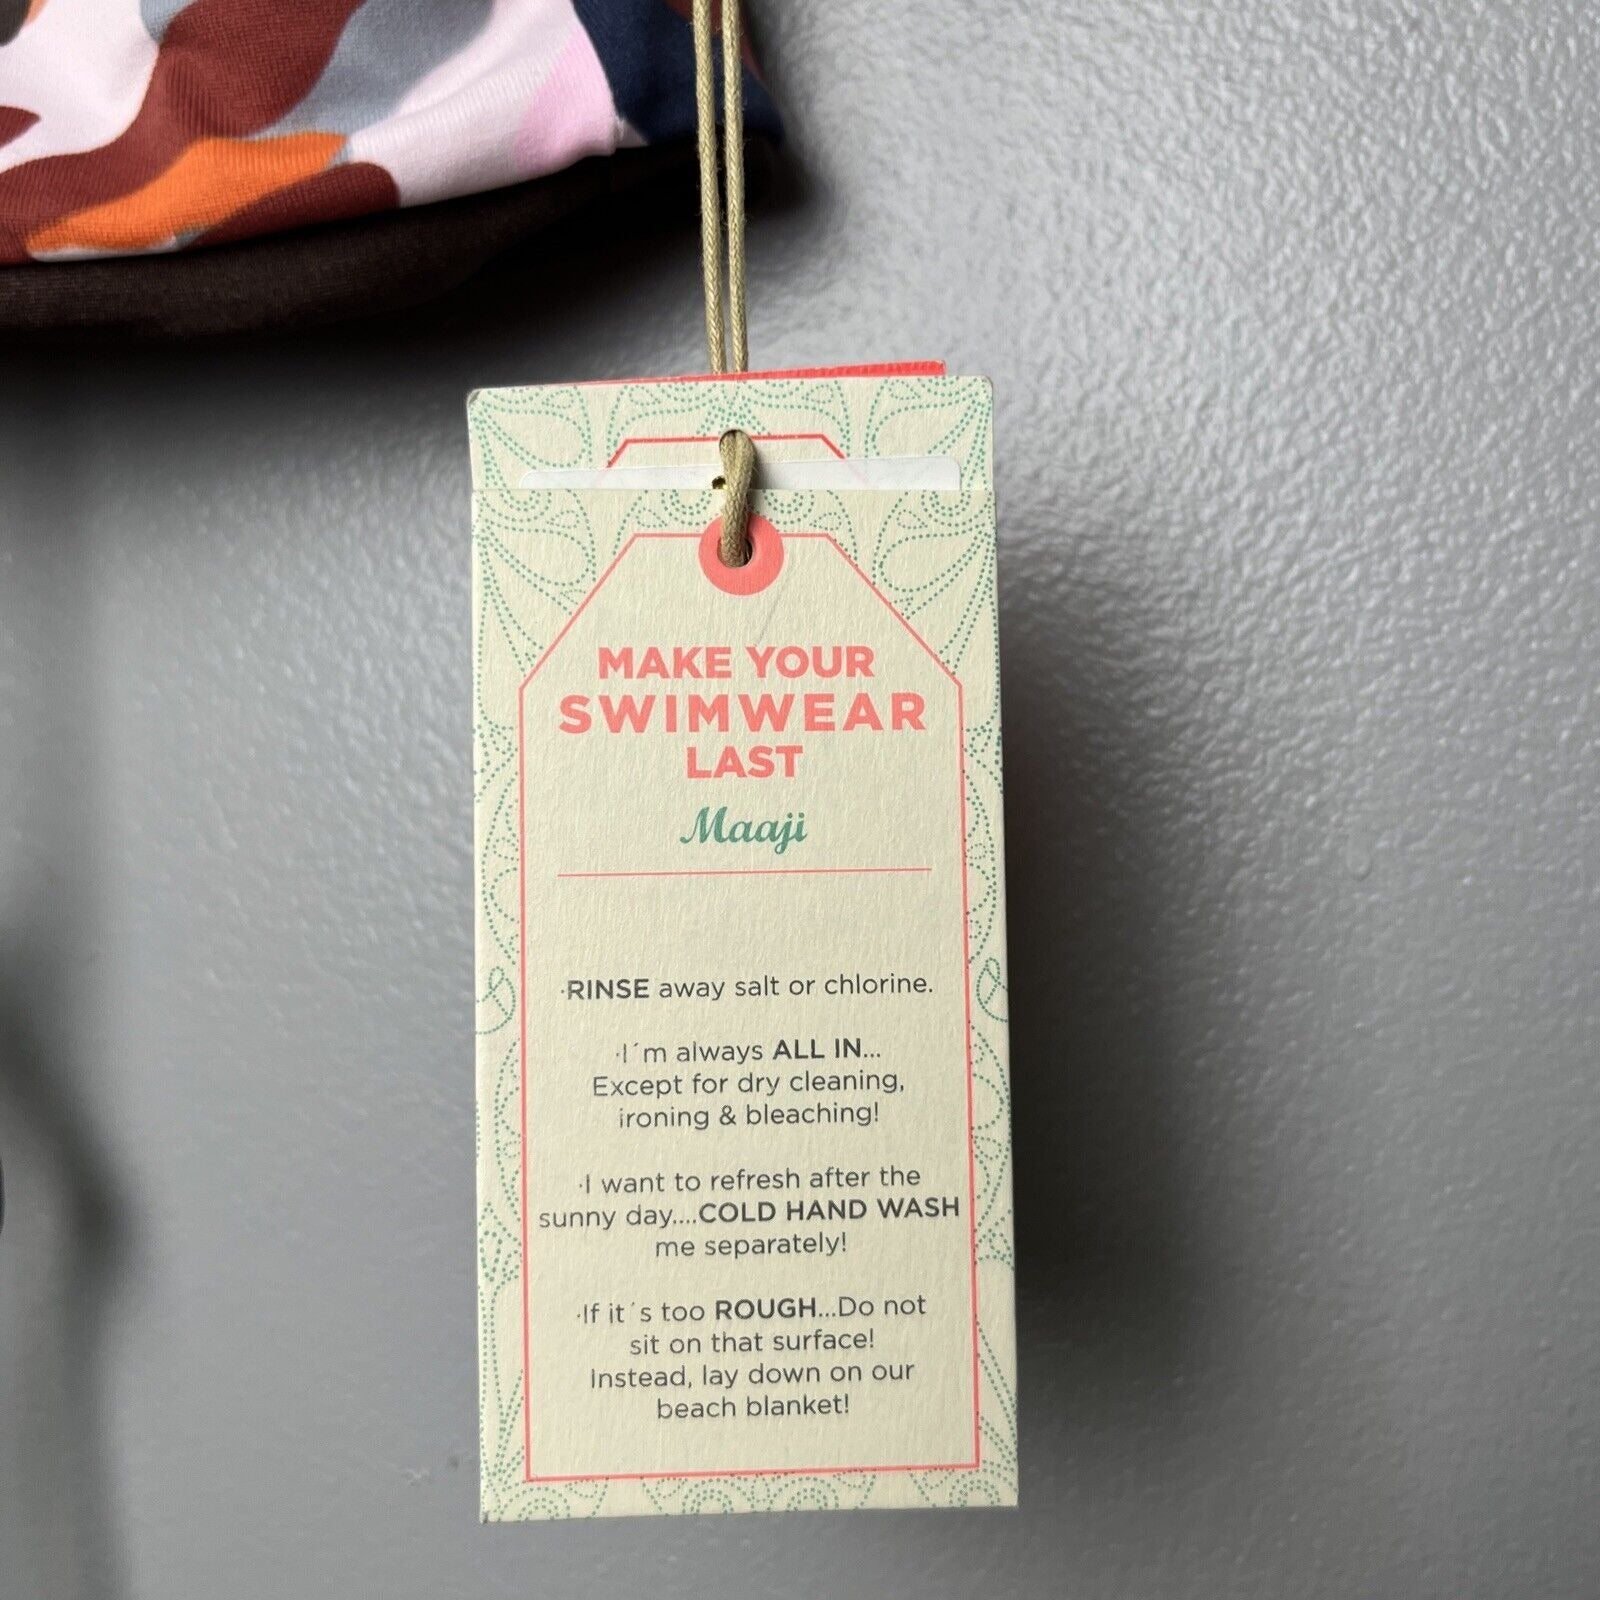 MAKE YOUR
SWIMWEAR
LAST
Maaji
·RINSE away salt or chlorine.
·I´m always ALL IN...
Except for dry cleaning,
ironing & bleaching!
·I want to refresh after the
sunny day....COLD HAND WASH
me separately!
·If it´s too ROUGH...Do not
sit on that surface!
Instead, lay down on our
beach blanket!